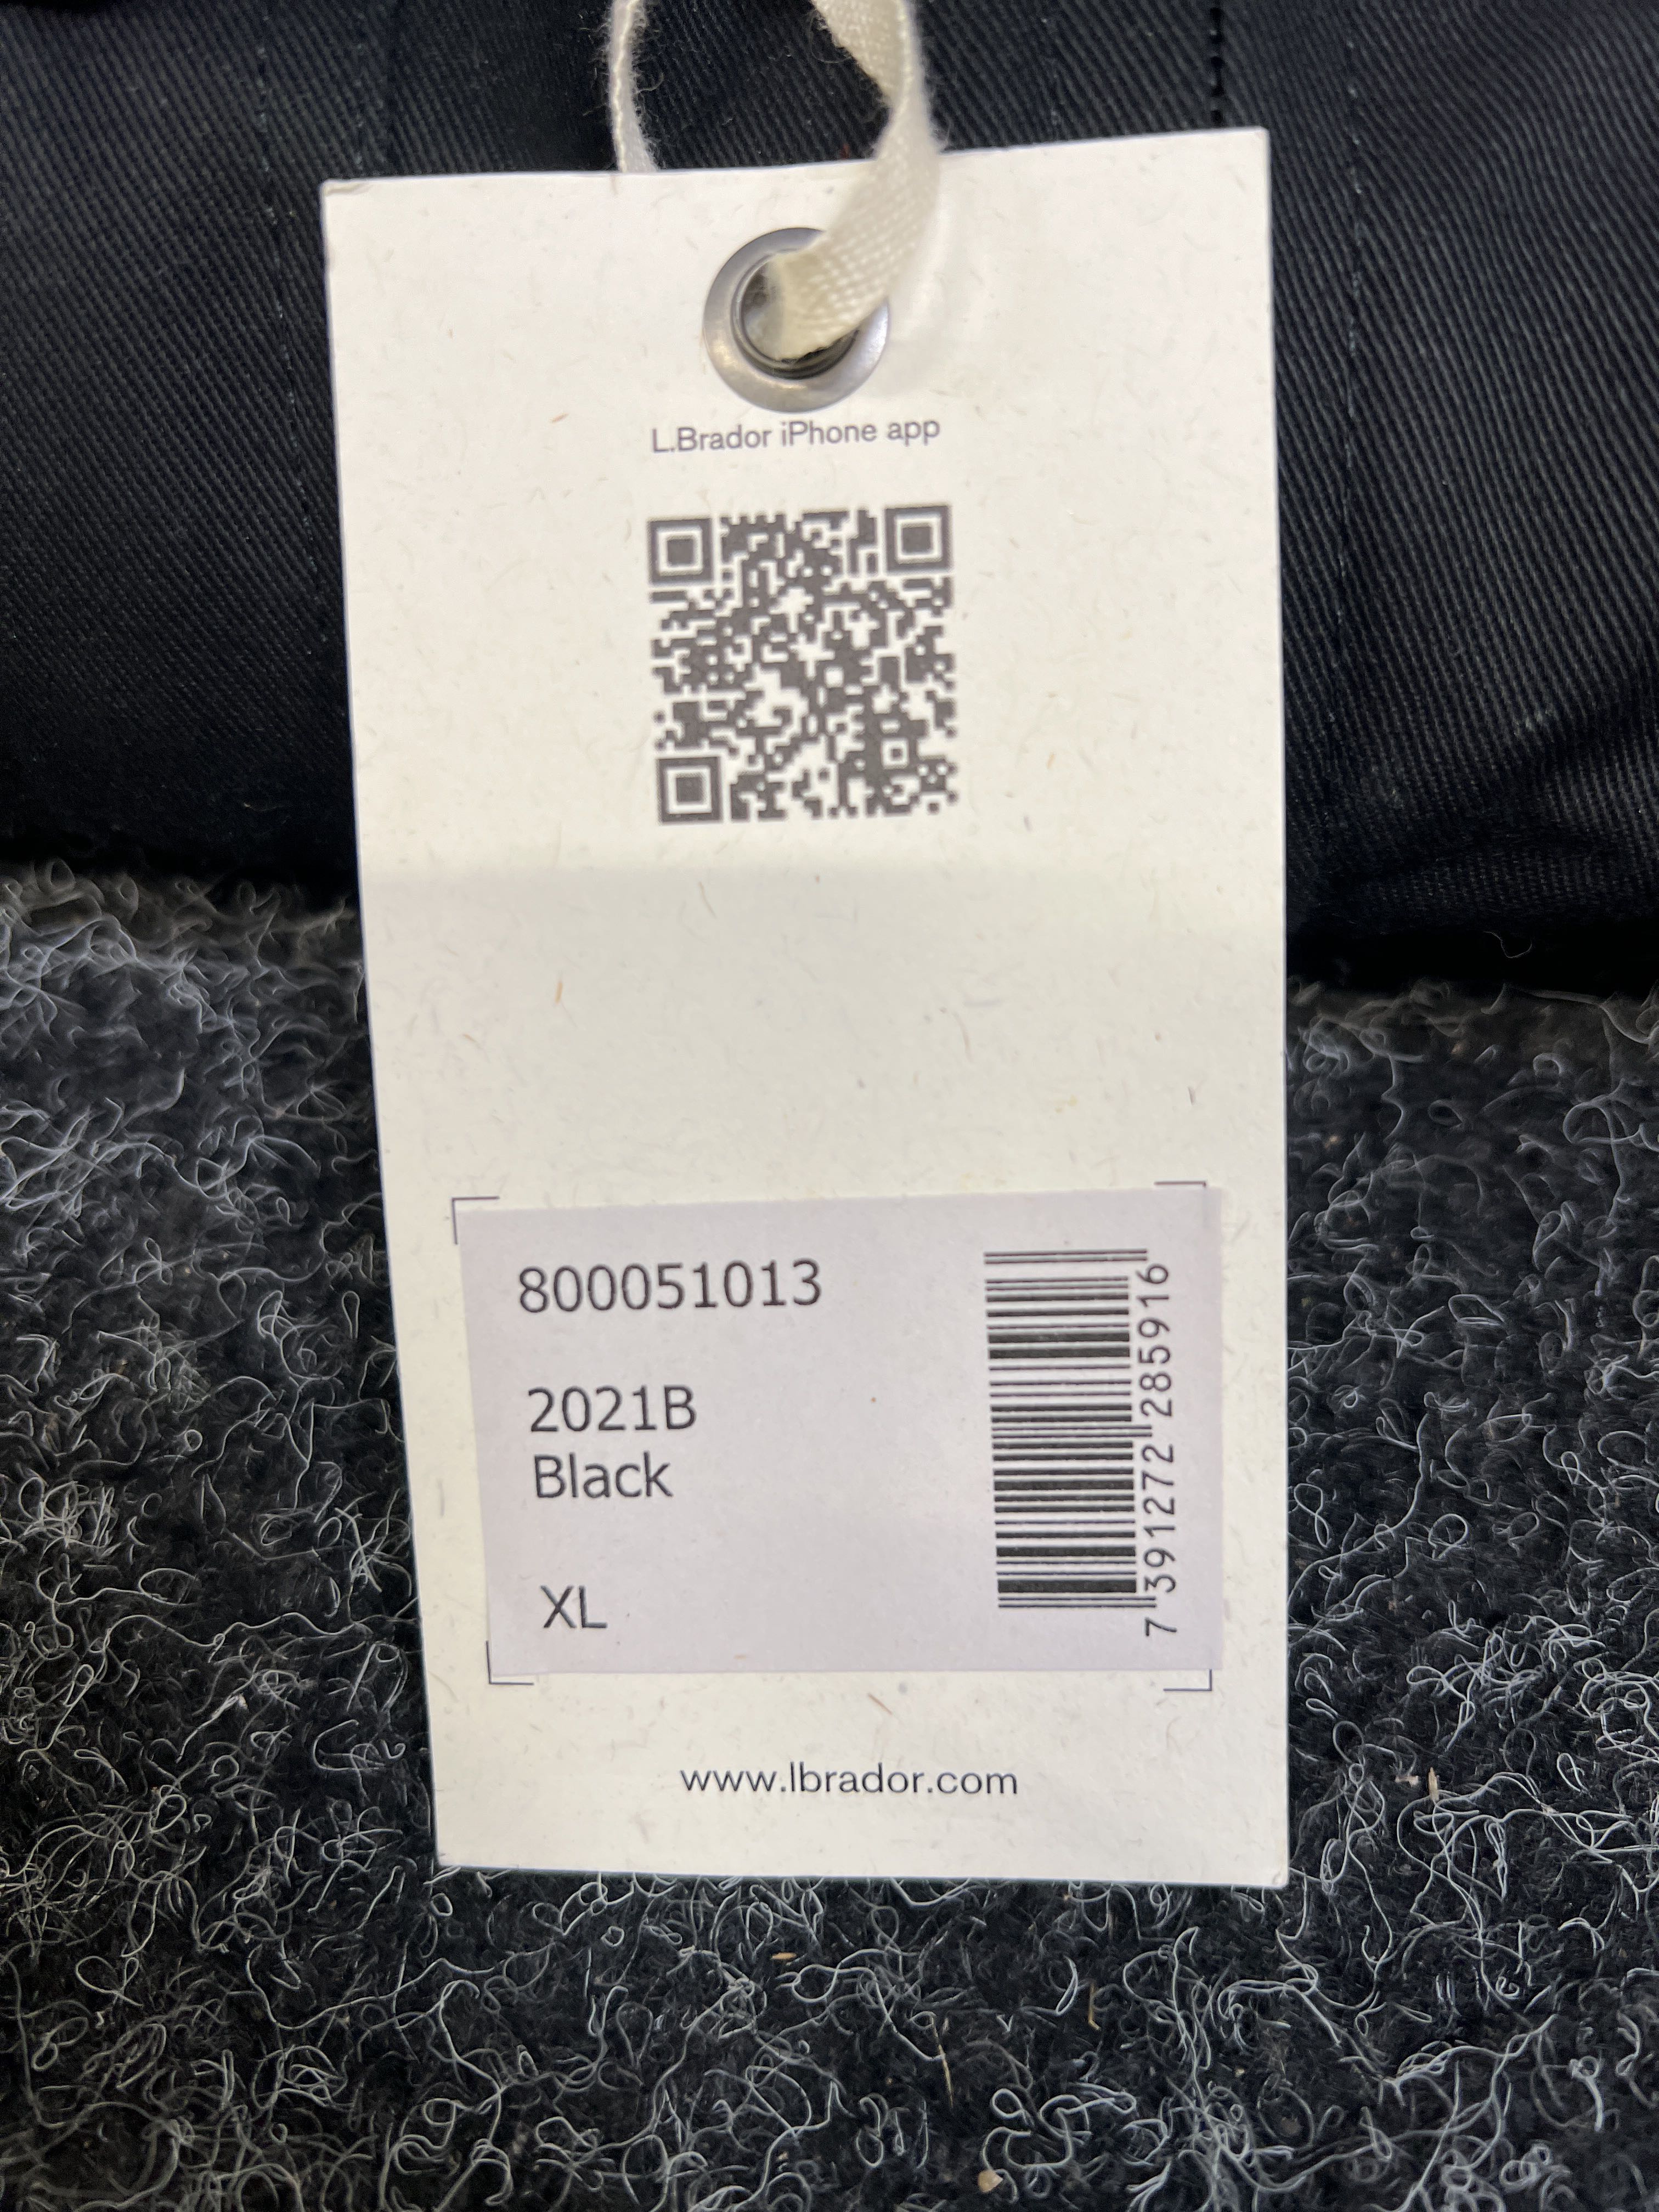 L.Brador iPhone app
800051013
2021B
Black
XL
7 391272 285916
www.lbrador.com